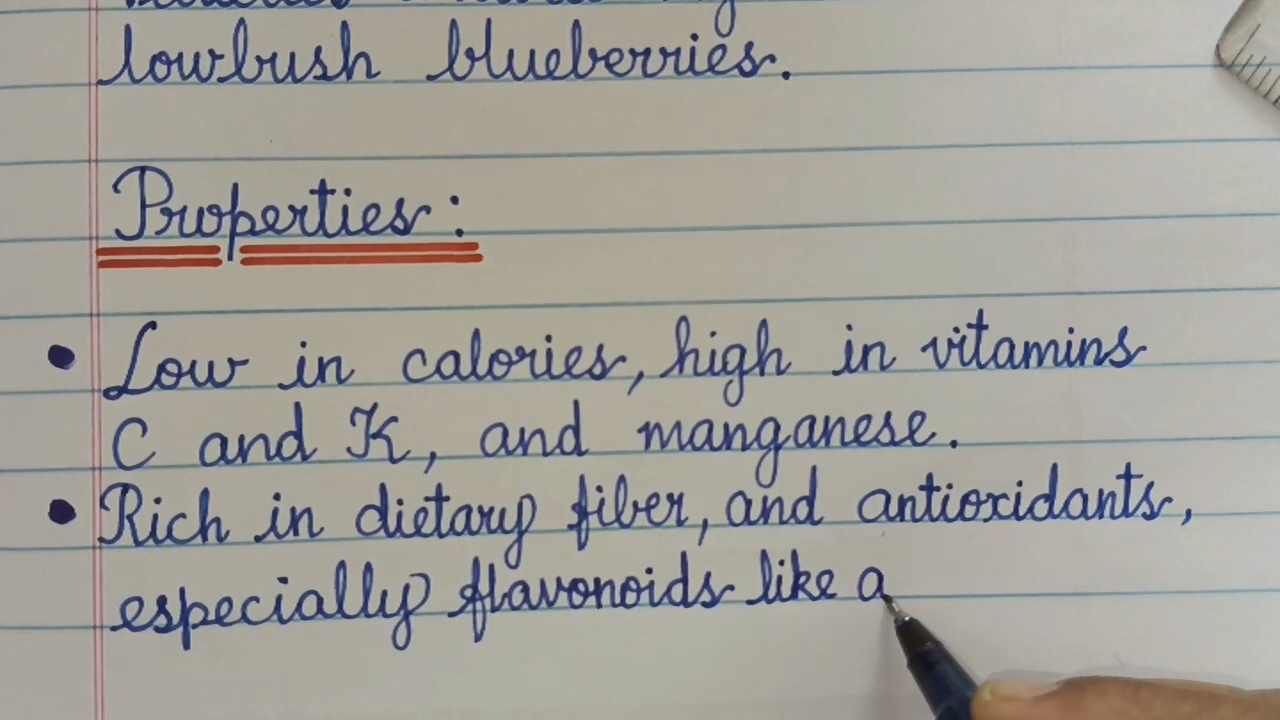 lowbush blueberries.
Properties:
• Low in calories, high in vitamins
C and K, and manganese.
• Rich in dietary fiber, and antioxidants,
especially flavonoids like a